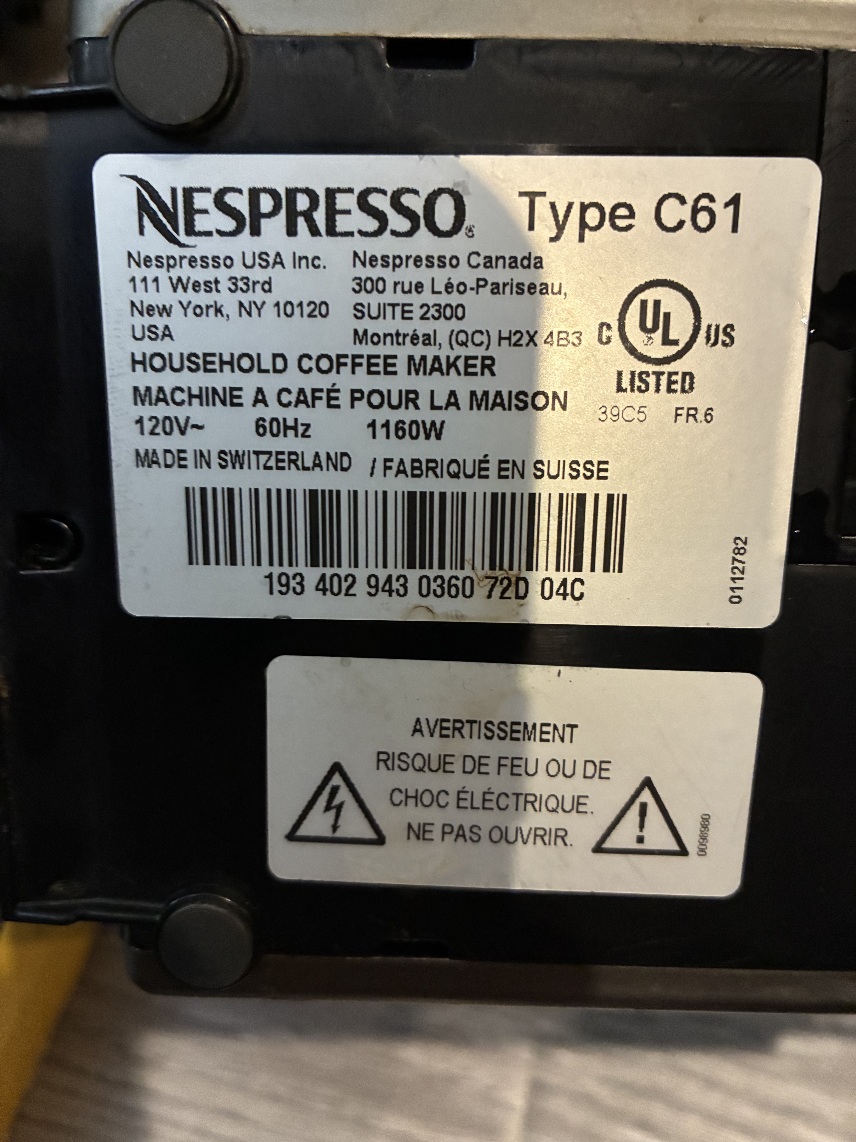 NESPRESSO® Type C61
Nespresso USA Inc.
111 West 33rd
New York, NY 10120
USA
Nespresso Canada
300 rue Léo-Pariseau,
SUITE 2300
Montréal, (QC) H2X 4B3
C UL® US
LISTED
39C5 FR.6
HOUSEHOLD COFFEE MAKER
MACHINE A CAFÉ POUR LA MAISON
120V~ 60Hz 1160W
MADE IN SWITZERLAND / FABRIQUÉ EN SUISSE
193 402 943 0360 72D 04C
0112782
AVERTISSEMENT
RISQUE DE FEU OU DE
CHOC ÉLÉCTRIQUE.
NE PAS OUVRIR.